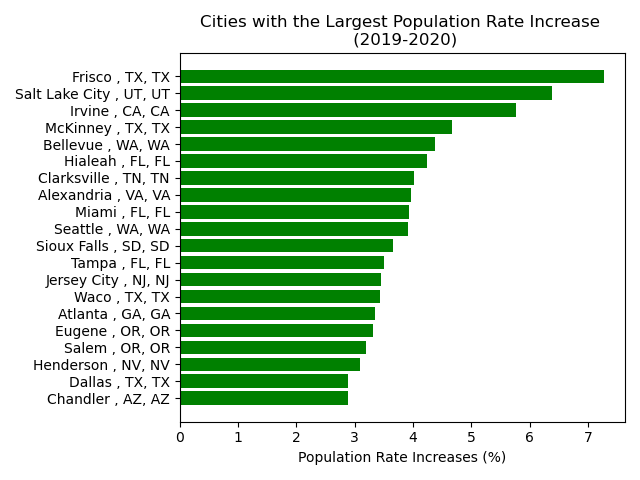 Cities with the Largest Population Rate Increase
(2019-2020)
Frisco , TX, TX
Salt Lake City , UT, UT
Irvine , CA, CA
McKinney , TX, TX
Bellevue , WA, WA
Hialeah , FL, FL
Clarksville , TN, TN
Alexandria , VA, VA
Miami , FL, FL
Seattle , WA, WA
Sioux Falls , SD, SD
Tampa , FL, FL
Jersey City , NJ, NJ
Waco , TX, TX
Atlanta , GA, GA
Eugene , OR, OR
Salem , OR, OR
Henderson , NV, NV
Dallas , TX, TX
Chandler , AZ, AZ
0 1 2 3 4 5 6 7
Population Rate Increases (%)